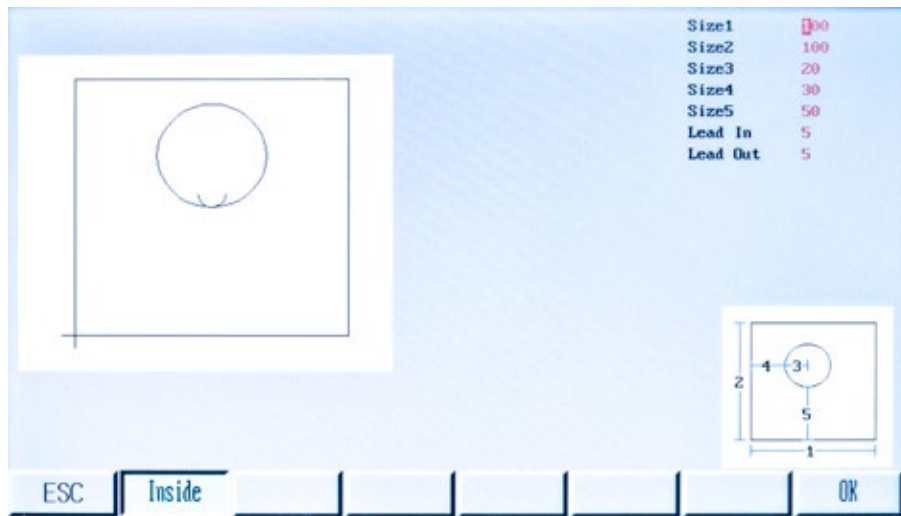 Size1 100
Size2 100
Size3 20
Size4 30
Size5 50
Lead In 5
Lead Out 5
4 3
2
5
1
ESC Inside OK